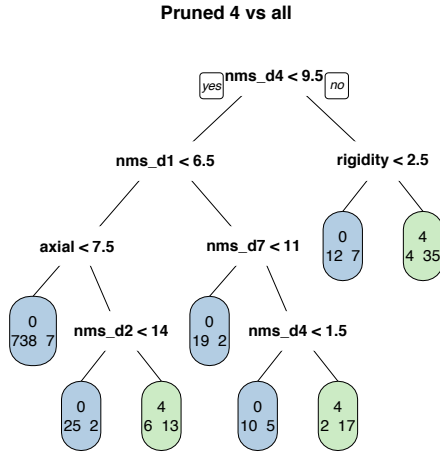 Pruned 4 vs all
yes nms_d4 < 9.5 no
nms_d1 < 6.5 rigidity < 2.5
axial < 7.5 nms_d7 < 11
0 4
12 7 4 35
nms_d2 < 14 nms_d4 < 1.5
0 0
738 7 19 2
0 4 0 4
25 2 6 13 10 5 2 17